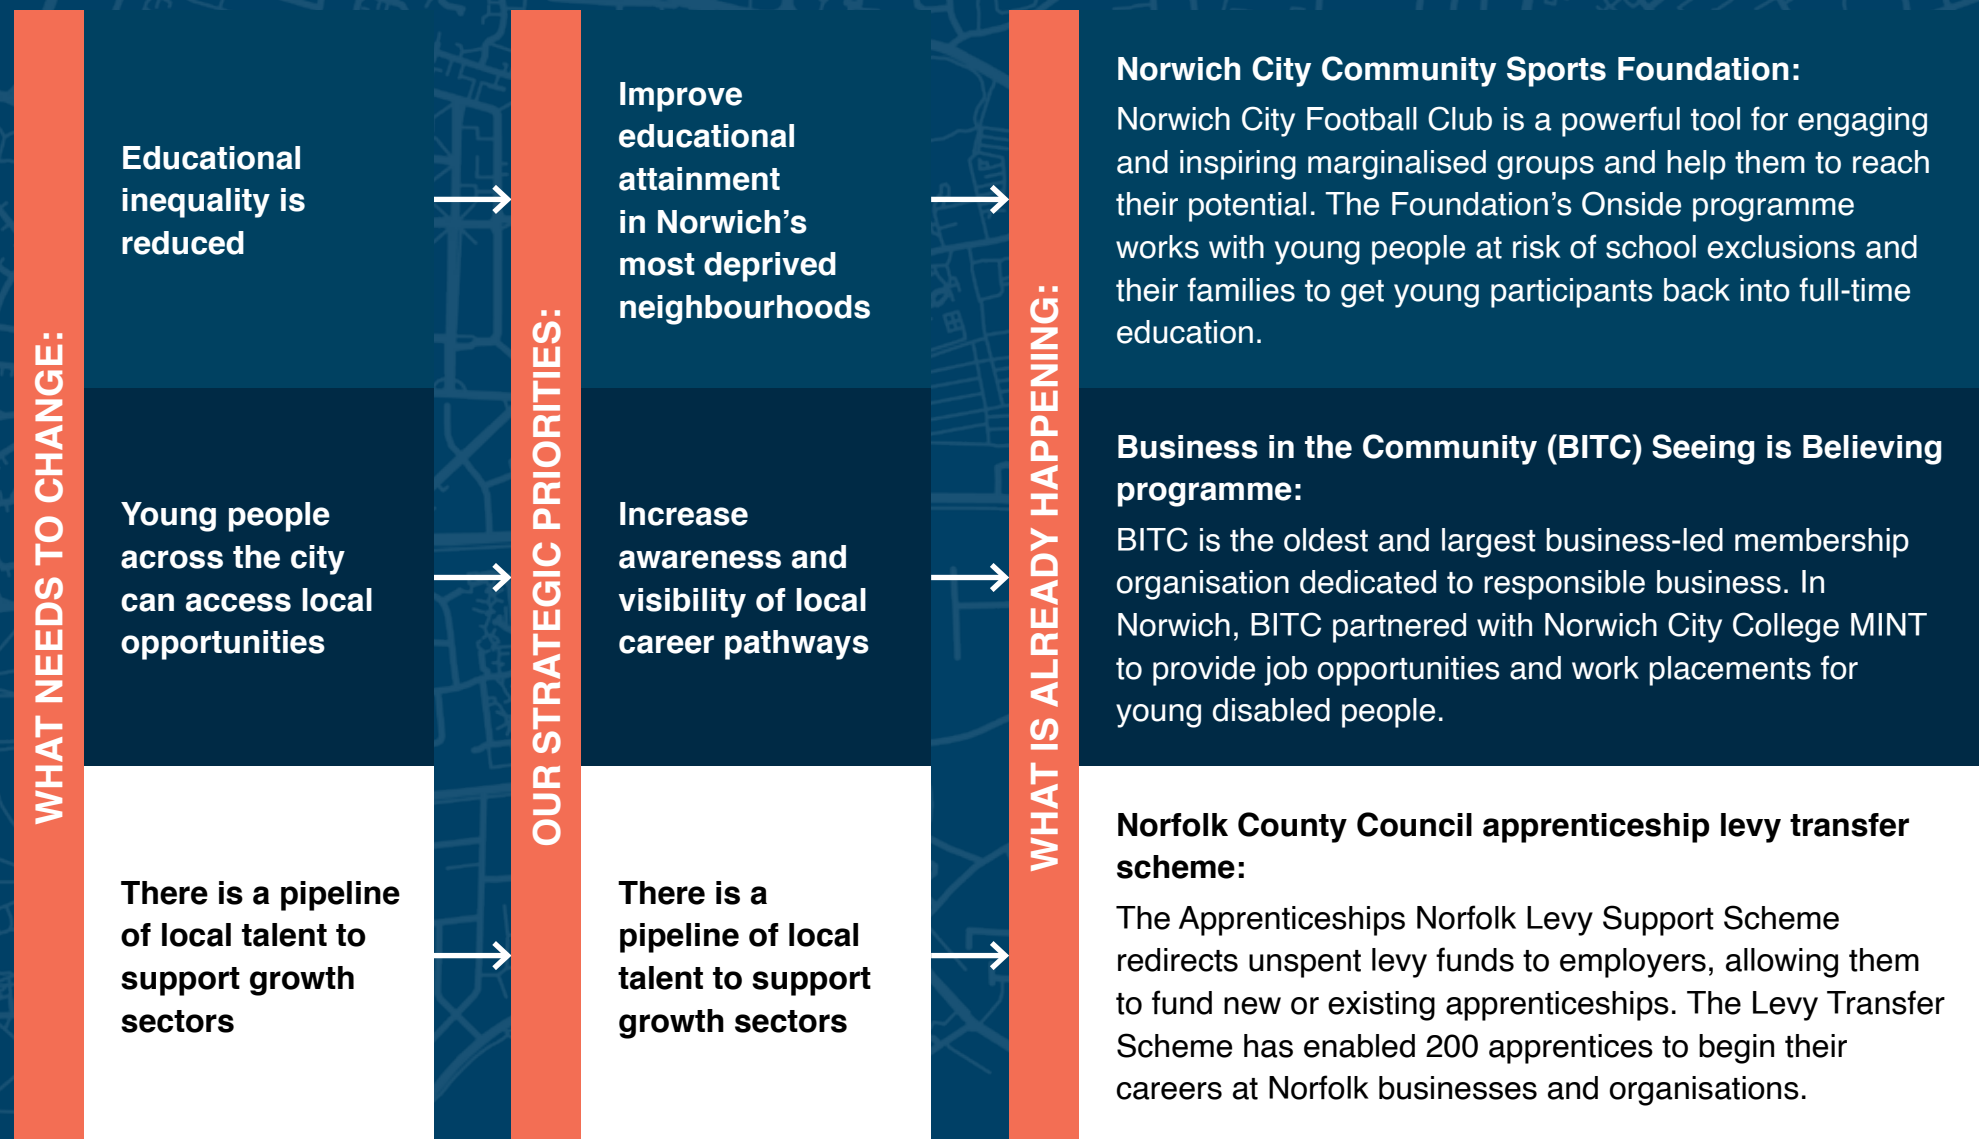 WHAT NEEDS TO CHANGE:
Educational
inequality is
reduced
Young people
across the city
can access local
opportunities
There is a pipeline
of local talent to
support growth
sectors
OUR STRATEGIC PRIORITIES:
Improve
educational
attainment
in Norwich’s
most deprived
neighbourhoods
Increase
awareness and
visibility of local
career pathways
There is a
pipeline of local
talent to support
growth sectors
WHAT IS ALREADY HAPPENING:
Norwich City Community Sports Foundation:
Norwich City Football Club is a powerful tool for engaging
and inspiring marginalised groups and help them to reach
their potential. The Foundation’s Onside programme
works with young people at risk of school exclusions and
their families to get young participants back into full-time
education.
Business in the Community (BITC) Seeing is Believing
programme:
BITC is the oldest and largest business-led membership
organisation dedicated to responsible business. In
Norwich, BITC partnered with Norwich City College MINT
to provide job opportunities and work placements for
young disabled people.
Norfolk County Council apprenticeship levy transfer
scheme:
The Apprenticeships Norfolk Levy Support Scheme
redirects unspent levy funds to employers, allowing them
to fund new or existing apprenticeships. The Levy Transfer
Scheme has enabled 200 apprentices to begin their
careers at Norfolk businesses and organisations.